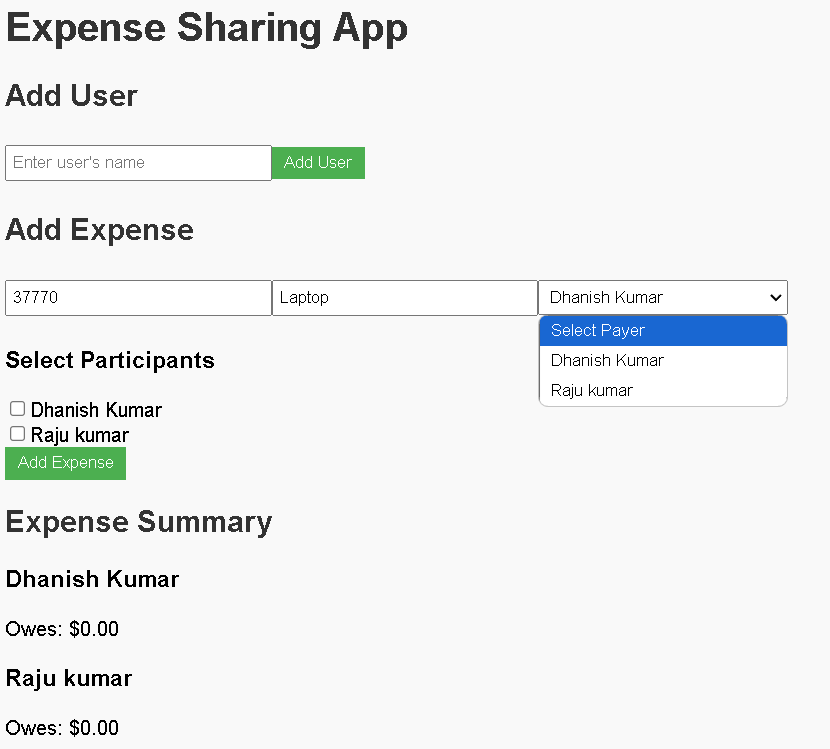 Expense Sharing App
Add User
Enter user's name Add User
Add Expense
37770 Laptop Dhanish Kumar
Select Payer
Dhanish Kumar
Raju kumar
Select Participants
Dhanish Kumar
Raju kumar
Add Expense
Expense Summary
Dhanish Kumar
Owes: $0.00
Raju kumar
Owes: $0.00